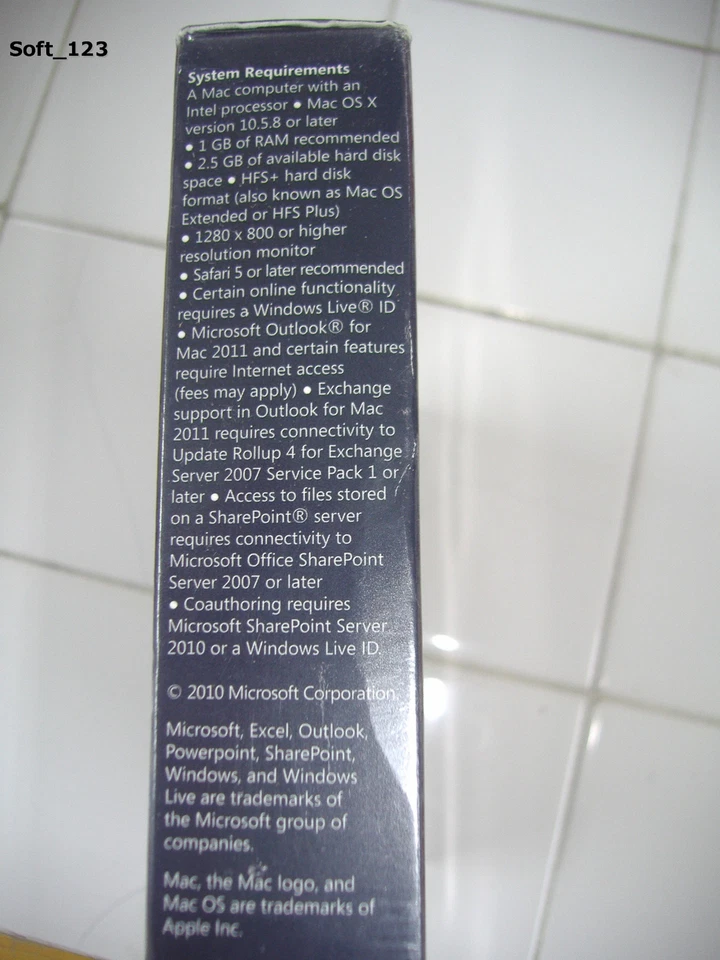 Soft_123
System Requirements
A Mac computer with an
Intel processor • Mac OS X
version 10.5.8 or later
• 1 GB of RAM recommended
• 2.5 GB of available hard disk
space • HFS+ hard disk
format (also known as Mac OS
Extended or HFS Plus)
• 1280 x 800 or higher
resolution monitor
• Safari 5 or later recommended
• Certain online functionality
requires a Windows Live® ID
• Microsoft Outlook® for
Mac 2011 and certain features
require Internet access
(fees may apply) • Exchange
support in Outlook for Mac
2011 requires connectivity to
Update Rollup 4 for Exchange
Server 2007 Service Pack 1 or
later • Access to files stored
on a SharePoint® server
requires connectivity to
Microsoft Office SharePoint
Server 2007 or later
• Coauthoring requires
Microsoft SharePoint Server
2010 or a Windows Live ID.
© 2010 Microsoft Corporation.
Microsoft, Excel, Outlook,
Powerpoint, SharePoint,
Windows, and Windows
Live are trademarks of
the Microsoft group of
companies.
Mac, the Mac logo, and
Mac OS are trademarks of
Apple Inc.